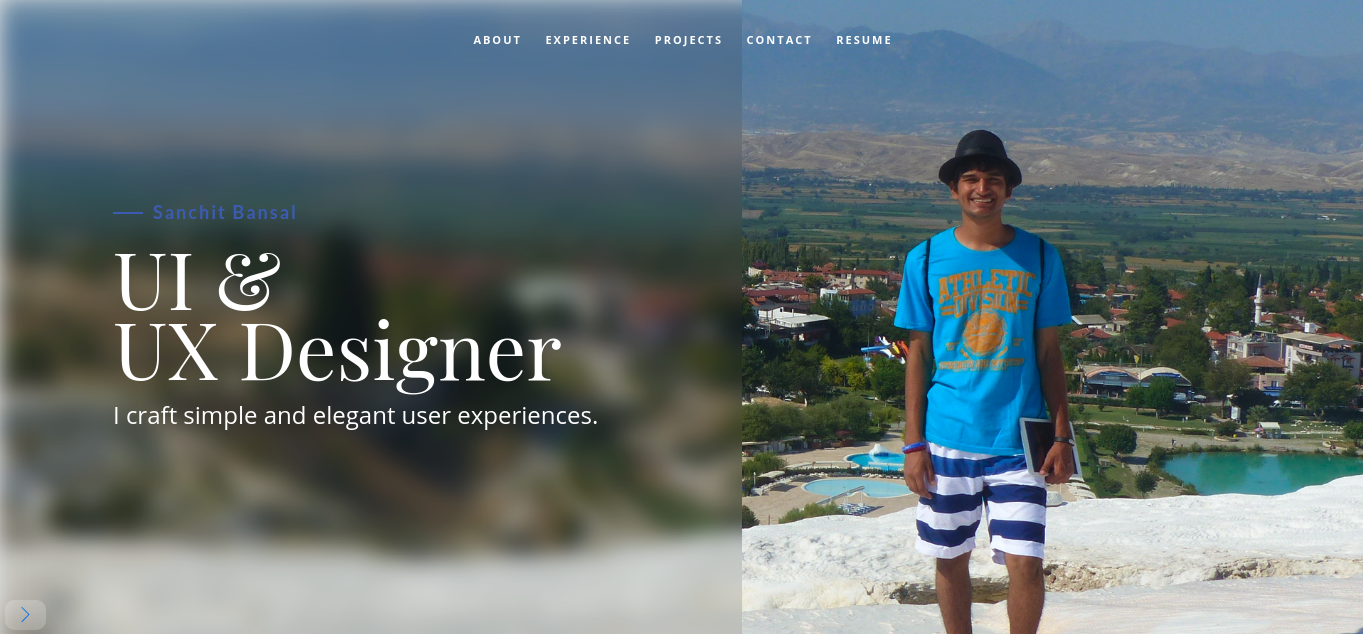 ABOUT EXPERIENCE PROJECTS CONTACT RESUME
Sanchit Bansal
UI &
UX Designer
I craft simple and elegant user experiences.
ATHLETIC
DIVISION